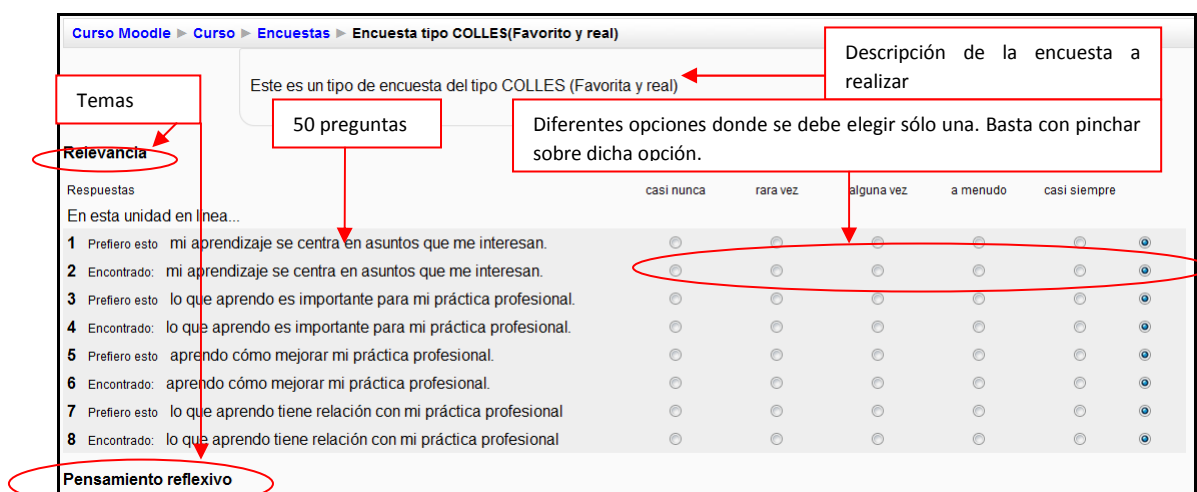 Curso Moodle ► Curso ► Encuestas ► Encuesta tipo COLLES(Favorito y real)
Descripción de la encuesta a
realizar
Este es un tipo de encuesta del tipo COLLES (Favorita y real)
Temas
50 preguntas
Diferentes opciones donde se debe elegir sólo una. Basta con pinchar
sobre dicha opción.
Relevancia
Respuestas casi nunca rara vez alguna vez a menudo casi siempre
En esta unidad en línea...
1 Prefiero esto mi aprendizaje se centra en asuntos que me interesan.
2 Encontrado: mi aprendizaje se centra en asuntos que me interesan.
3 Prefiero esto lo que aprendo es importante para mi práctica profesional.
4 Encontrado: lo que aprendo es importante para mi práctica profesional.
5 Prefiero esto aprendo cómo mejorar mi práctica profesional.
6 Encontrado: aprendo cómo mejorar mi práctica profesional.
7 Prefiero esto lo que aprendo tiene relación con mi práctica profesional
8 Encontrado: lo que aprendo tiene relación con mi práctica profesional
Pensamiento reflexivo